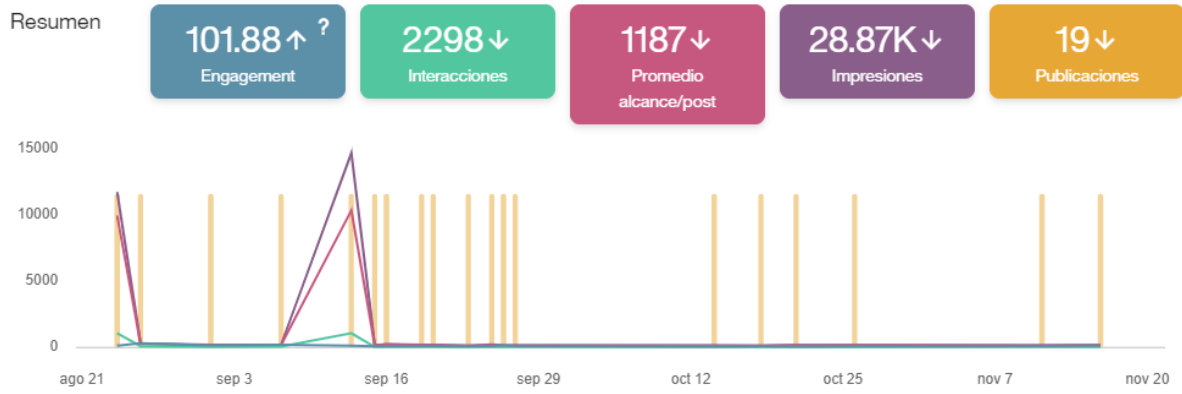 Resumen
101.88↑ ?
Engagement
2298↓
Interacciones
1187↓
Promedio
alcance/post
28.87K↓
Impresiones
19↓
Publicaciones
15000
10000
5000
0
ago 21 sep 3 sep 16 sep 29 oct 12 oct 25 nov 7 nov 20